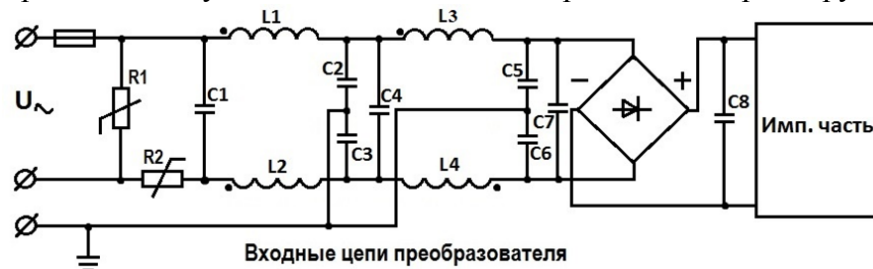 L1
L3
R1
C2
C5
U~
C1
C4
C7
−
+
C8
Имп. часть
R2
C3
C6
L2
L4
Входные цепи преобразователя